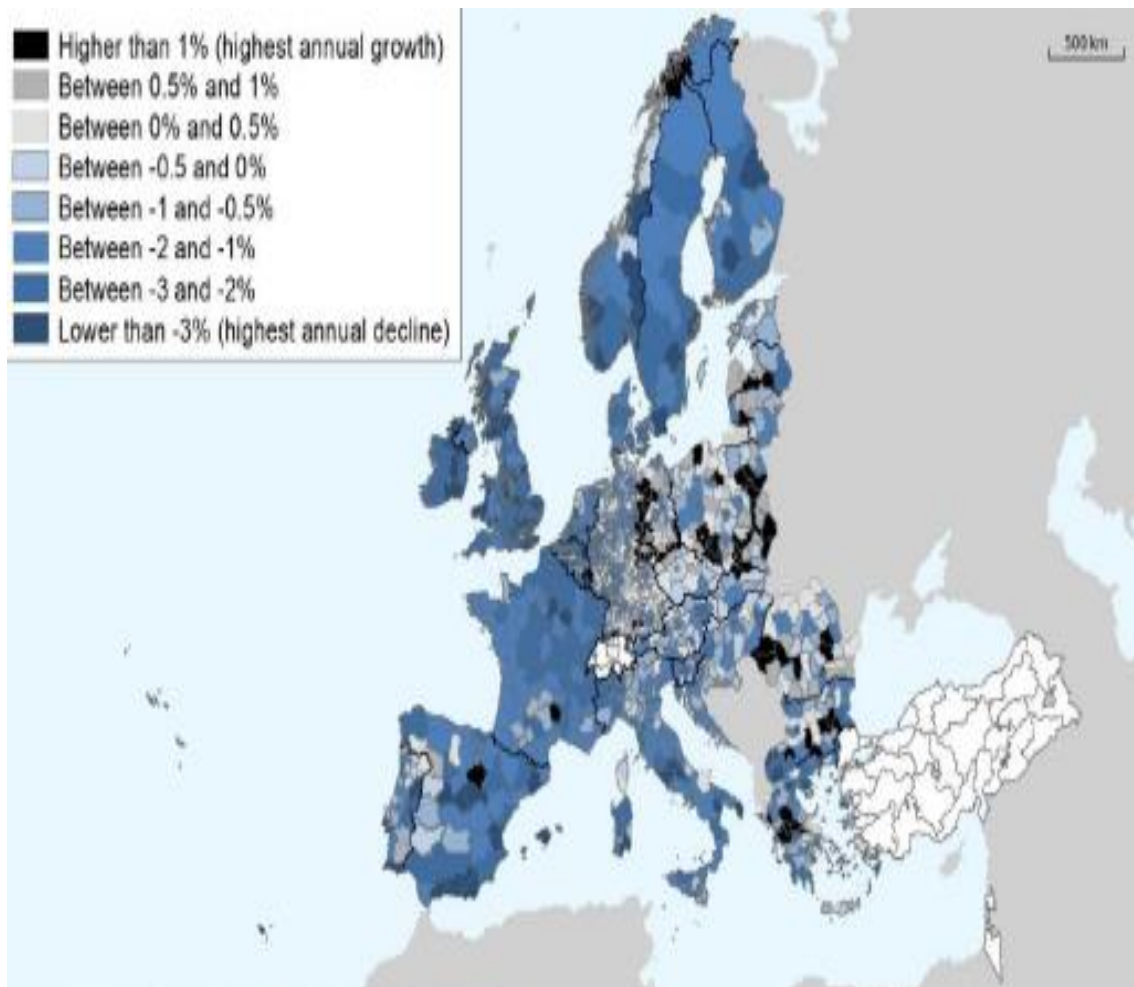 Higher than 1% (highest annual growth)
Between 0.5% and 1%
Between 0% and 0.5%
Between -0.5 and 0%
Between -1 and -0.5%
Between -2 and -1%
Between -3 and -2%
Lower than -3% (highest annual decline)
500 km